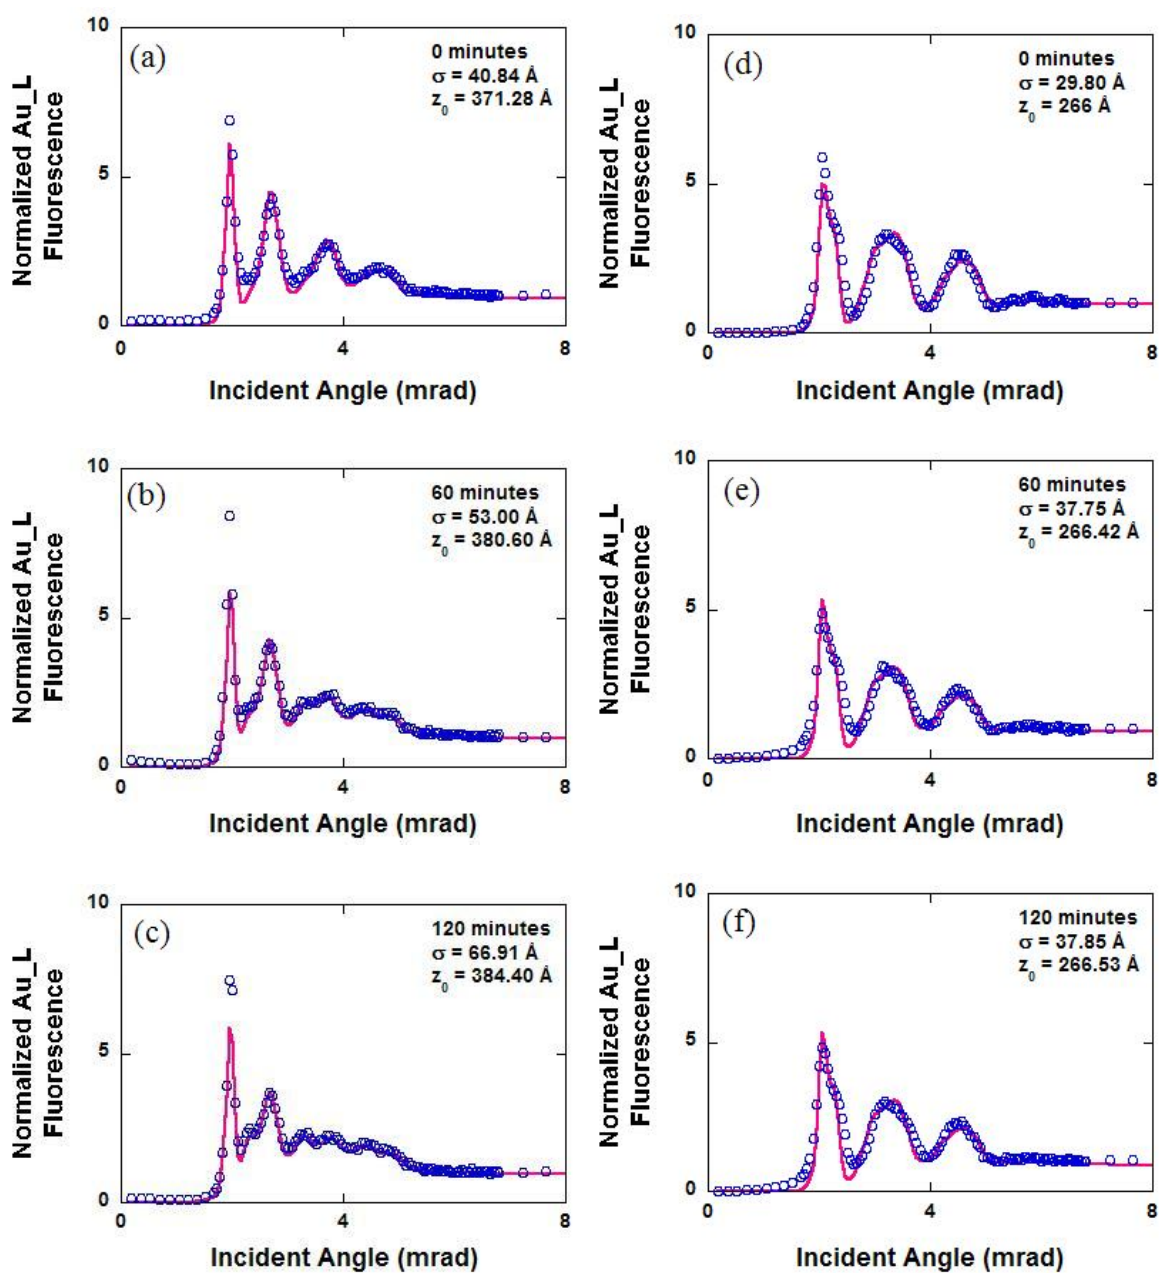 10
(a)
0 minutes
σ = 40.84 Å
z0 = 371.28 Å
Normalized Au_L
Fluorescence
5
0
0
4
8
Incident Angle (mrad)
10
(d)
0 minutes
σ = 29.80 Å
z0 = 266 Å
Normalized Au_L
Fluorescence
5
0
0
4
8
Incident Angle (mrad)
10
(b)
60 minutes
σ = 53.00 Å
z0 = 380.60 Å
Normalized Au_L
Fluorescence
5
0
0
4
8
Incident Angle (mrad)
10
(e)
60 minutes
σ = 37.75 Å
z0 = 266.42 Å
Normalized Au_L
Fluorescence
5
0
0
4
8
Incident Angle (mrad)
10
(c)
120 minutes
σ = 66.91 Å
z0 = 384.40 Å
Normalized Au_L
Fluorescence
5
0
0
4
8
Incident Angle (mrad)
10
(f)
120 minutes
σ = 37.85 Å
z0 = 266.53 Å
Normalized Au_L
Fluorescence
5
0
0
4
8
Incident Angle (mrad)